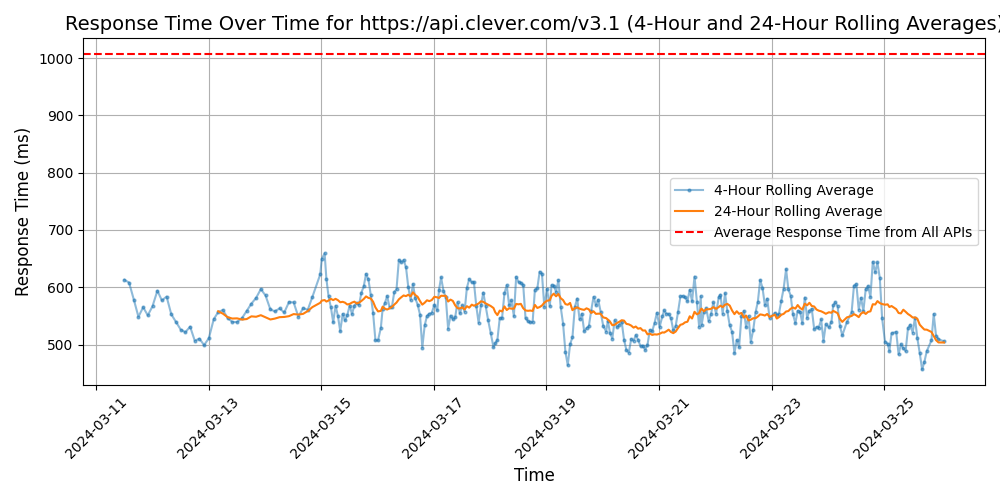 Response Time Over Time for https://api.clever.com/v3.1 (4-Hour and 24-Hour Rolling Averages)
Response Time (ms)
1000
900
800
700
600
500
4-Hour Rolling Average
24-Hour Rolling Average
Average Response Time from All APIs
2024-03-11
2024-03-13
2024-03-15
2024-03-17
2024-03-19
2024-03-21
2024-03-23
2024-03-25
Time